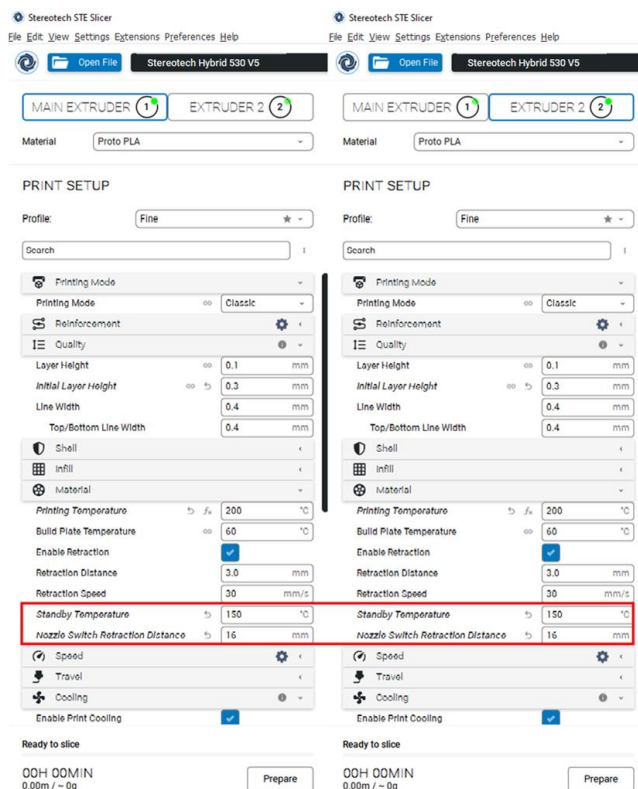 Stereotech STE Slicer
File Edit View Settings Extensions Preferences Help
Open File Stereotech Hybrid 530 V5
MAIN EXTRUDER 1 EXTRUDER 2 2
Material Proto PLA
PRINT SETUP
Profile: Fine
Search
Printing Mode
Printing Mode Classic
Reinforcement
Quality
Layer Height 0.1 mm
Initial Layer Height 0.3 mm
Line Width 0.4 mm
Top/Bottom Line Width 0.4 mm
Shell
Infill
Material
Printing Temperature fx 200 °C
Build Plate Temperature 60 °C
Enable Retraction
Retraction Distance 3.0 mm
Retraction Speed 30 mm/s
Standby Temperature 150 °C
Nozzle Switch Retraction Distance 16 mm
Speed
Travel
Cooling
Enable Print Cooling
Ready to slice
00H 00MIN
0.00m / ~ 0g Prepare
Stereotech STE Slicer
File Edit View Settings Extensions Preferences Help
Open File Stereotech Hybrid 530 V5
MAIN EXTRUDER 1 EXTRUDER 2 2
Material Proto PLA
PRINT SETUP
Profile: Fine
Search
Printing Mode
Printing Mode Classic
Reinforcement
Quality
Layer Height 0.1 mm
Initial Layer Height 0.3 mm
Line Width 0.4 mm
Top/Bottom Line Width 0.4 mm
Shell
Infill
Material
Printing Temperature fx 200 °C
Build Plate Temperature 60 °C
Enable Retraction
Retraction Distance 3.0 mm
Retraction Speed 30 mm/s
Standby Temperature 150 °C
Nozzle Switch Retraction Distance 16 mm
Speed
Travel
Cooling
Enable Print Cooling
Ready to slice
00H 00MIN
0.00m / ~ 0g Prepare